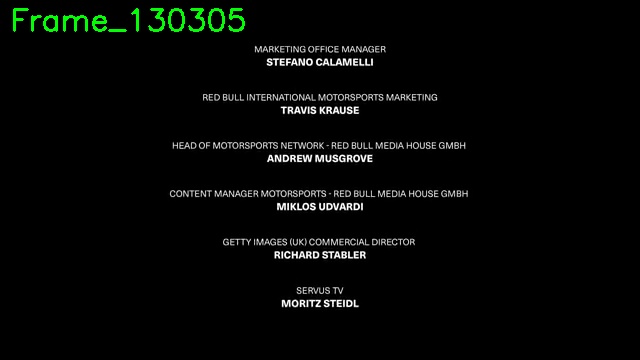 Frame_130305
MARKETING OFFICE MANAGER
STEFANO CALAMELLI
RED BULL INTERNATIONAL MOTORSPORTS MARKETING
TRAVIS KRAUSE
HEAD OF MOTORSPORTS NETWORK - RED BULL MEDIA HOUSE GMBH
ANDREW MUSGROVE
CONTENT MANAGER MOTORSPORTS - RED BULL MEDIA HOUSE GMBH
MIKLOS UDVARDI
GETTY IMAGES (UK) COMMERCIAL DIRECTOR
RICHARD STABLER
SERVUS TV
MORITZ STEIDL